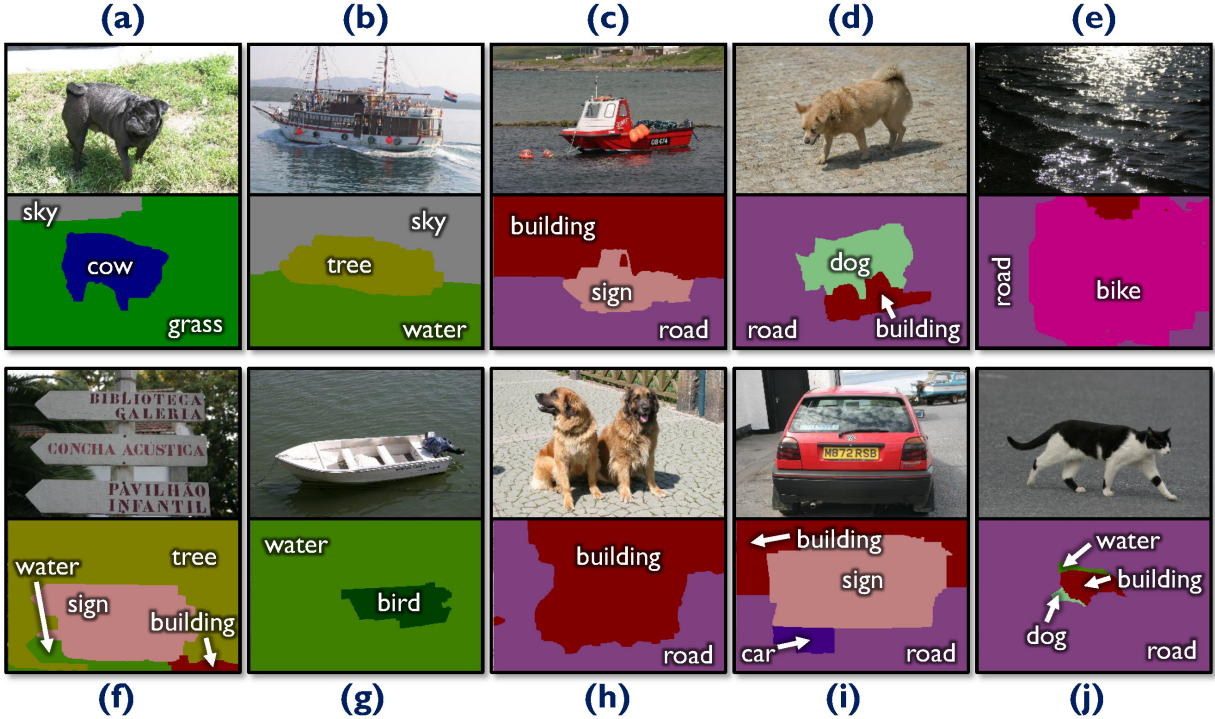 (a) (b) (c) (d) (e)
GIB 674
sky
cow
grass
sky
tree
water
building
sign
road
dog
road
building
road
bike
BIBLIOTECA
GALERIA
CONCHA ACÚSTICA
PAVILHÃO
INFANTIL
M872 RSB
water
sign
tree
building
water
bird
building
road
building
sign
car
road
water
building
dog
road
(f) (g) (h) (i) (j)